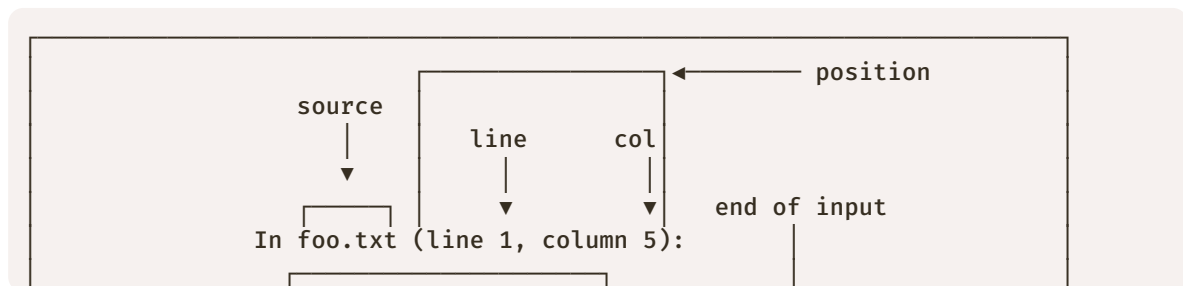 position
source
line col
end of input
In foo.txt (line 1, column 5):